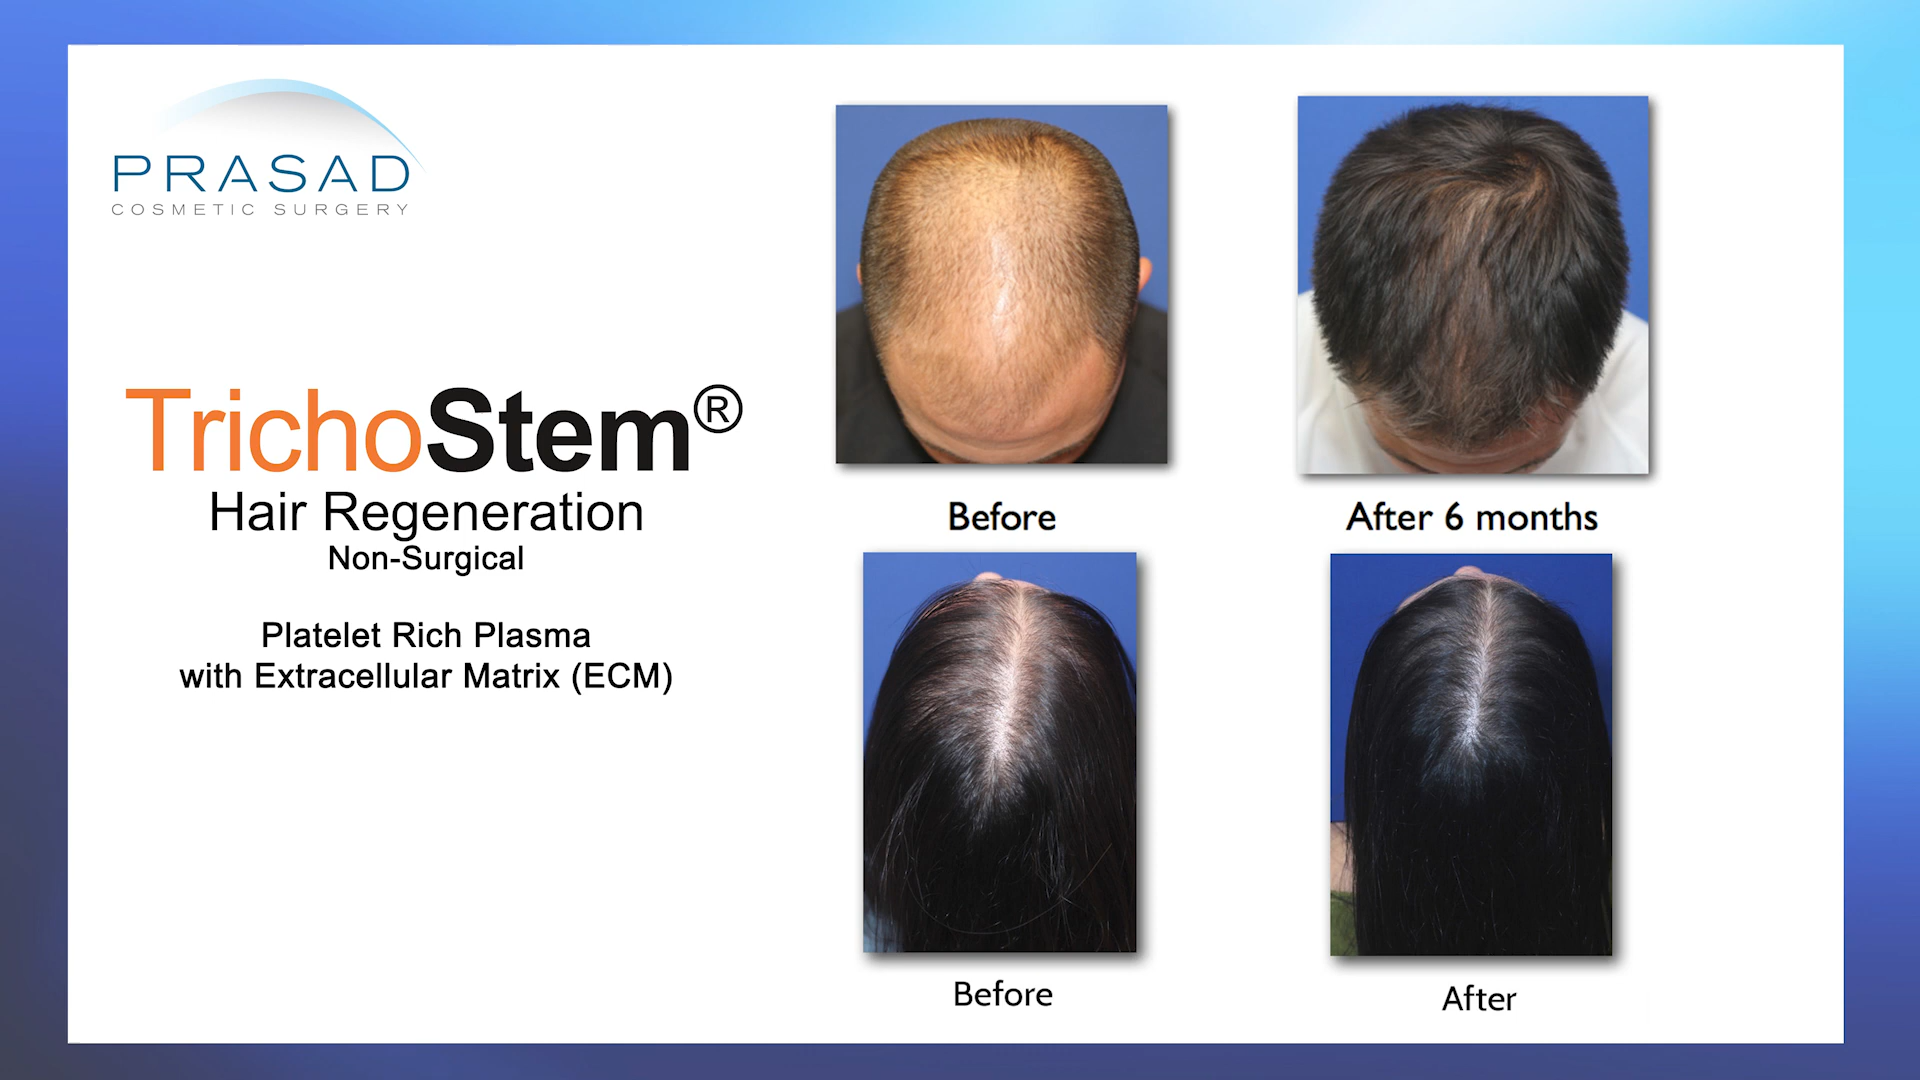 PRASAD
COSMETIC SURGERY
TrichoStem®
Hair Regeneration
Non-Surgical
Platelet Rich Plasma
with Extracellular Matrix (ECM)
Before
After 6 months
Before
After